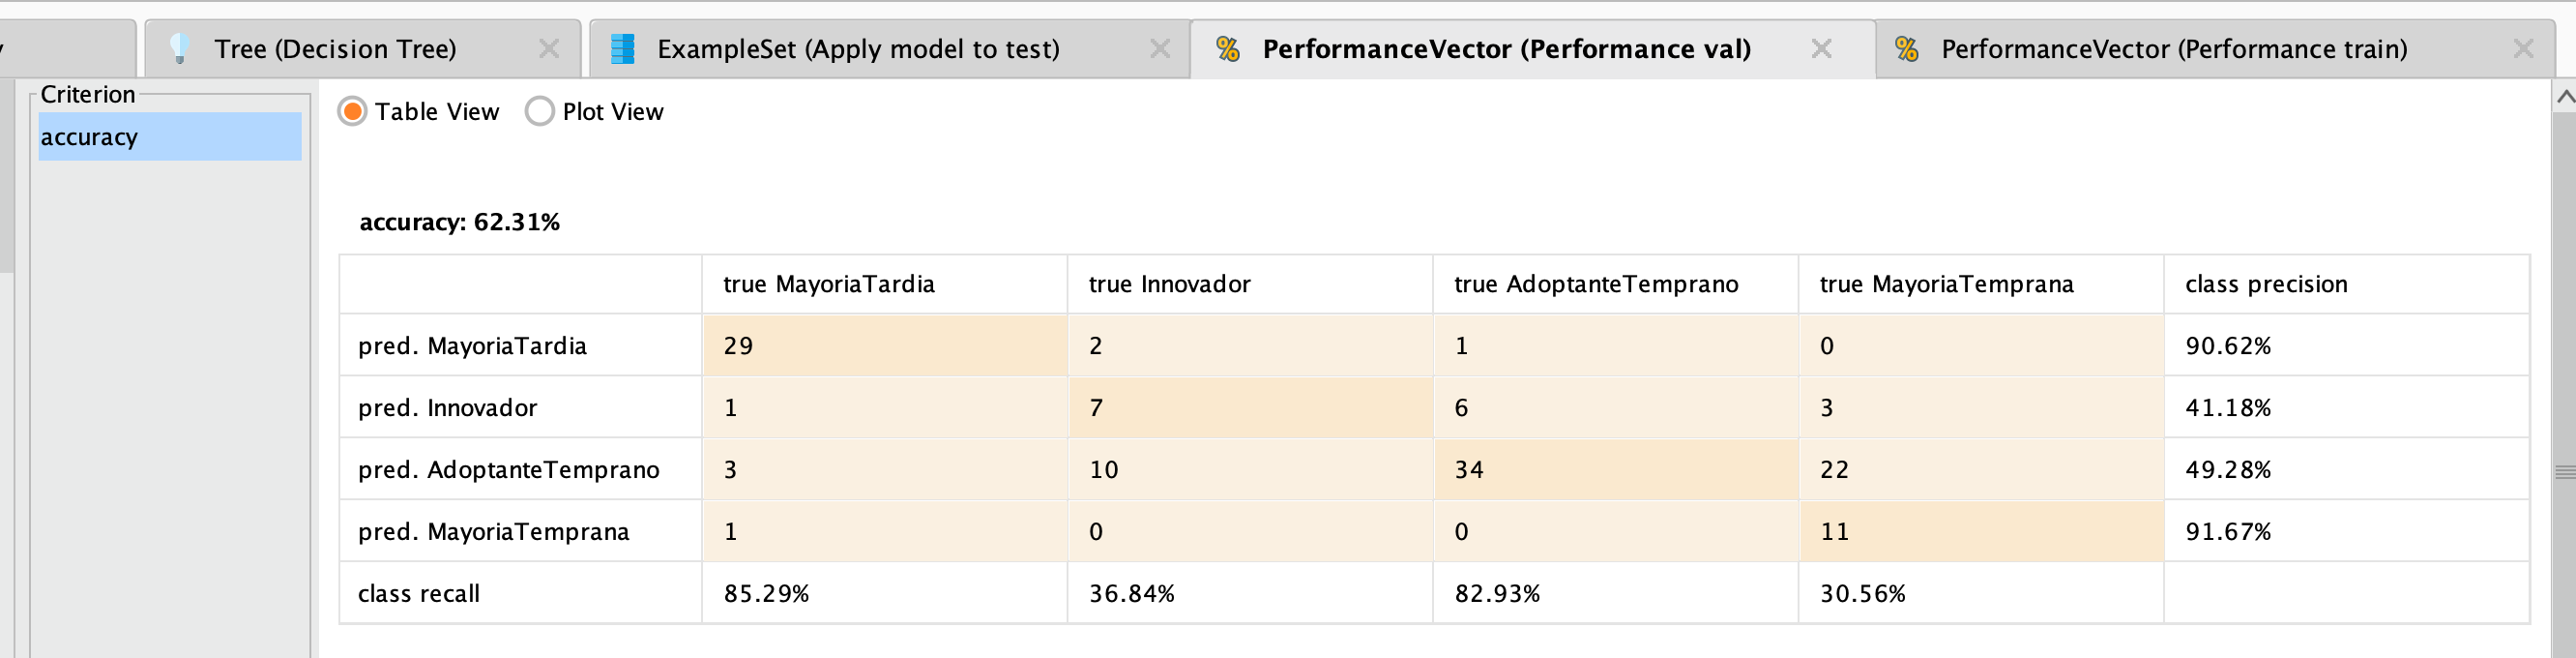 Tree (Decision Tree) ExampleSet (Apply model to test) PerformanceVector (Performance val) PerformanceVector (Performance train)
Criterion
accuracy
Table View Plot View
accuracy: 62.31%
true MayoriaTardia true Innovador true AdoptanteTemprano true MayoriaTemprana class precision
pred. MayoriaTardia 29 2 1 0 90.62%
pred. Innovador 1 7 6 3 41.18%
pred. AdoptanteTemprano 3 10 34 22 49.28%
pred. MayoriaTemprana 1 0 0 11 91.67%
class recall 85.29% 36.84% 82.93% 30.56%